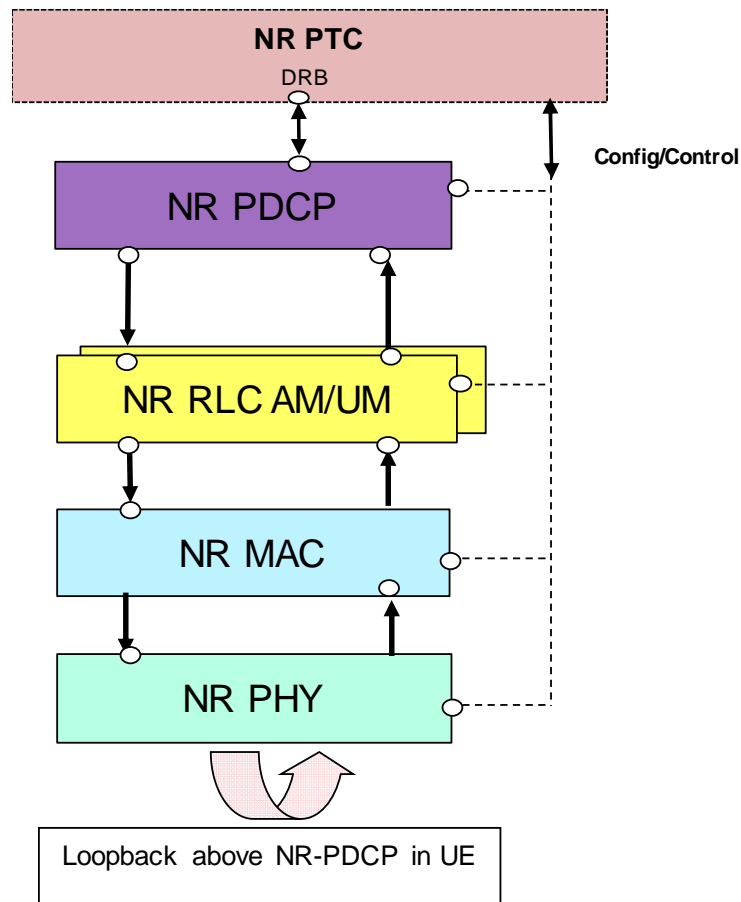 NR PTC
DRB
Config/Control
NR PDCP
NR RLC AM/UM
NR MAC
NR PHY
Loopback above NR-PDCP in UE